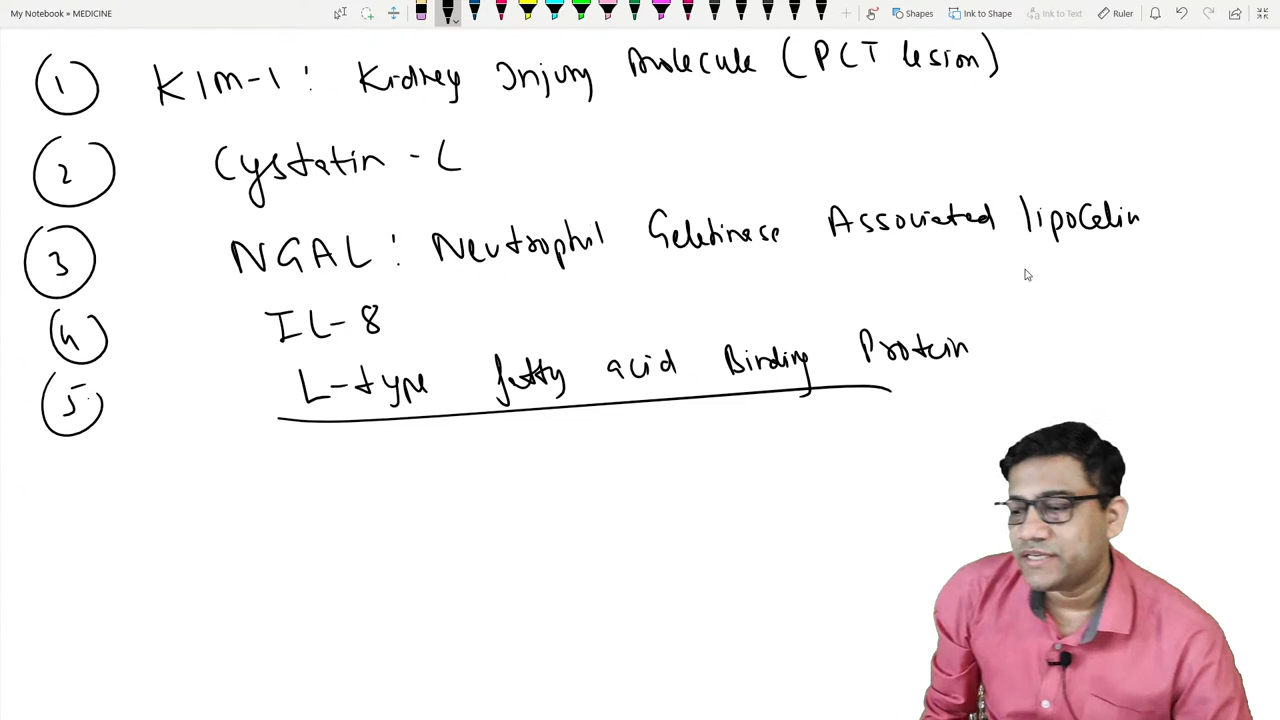 My Notebook » MEDICINE
Shapes Ink to Shape Ink to Text Ruler
1 KIM-1: Kidney Injury Molecule (PCT lesion)
2 Cystatin-C
3 NGAL: Neutrophil Gelatinase Associated lipocalin
4 IL-8
5 L-type fatty acid Binding Protein